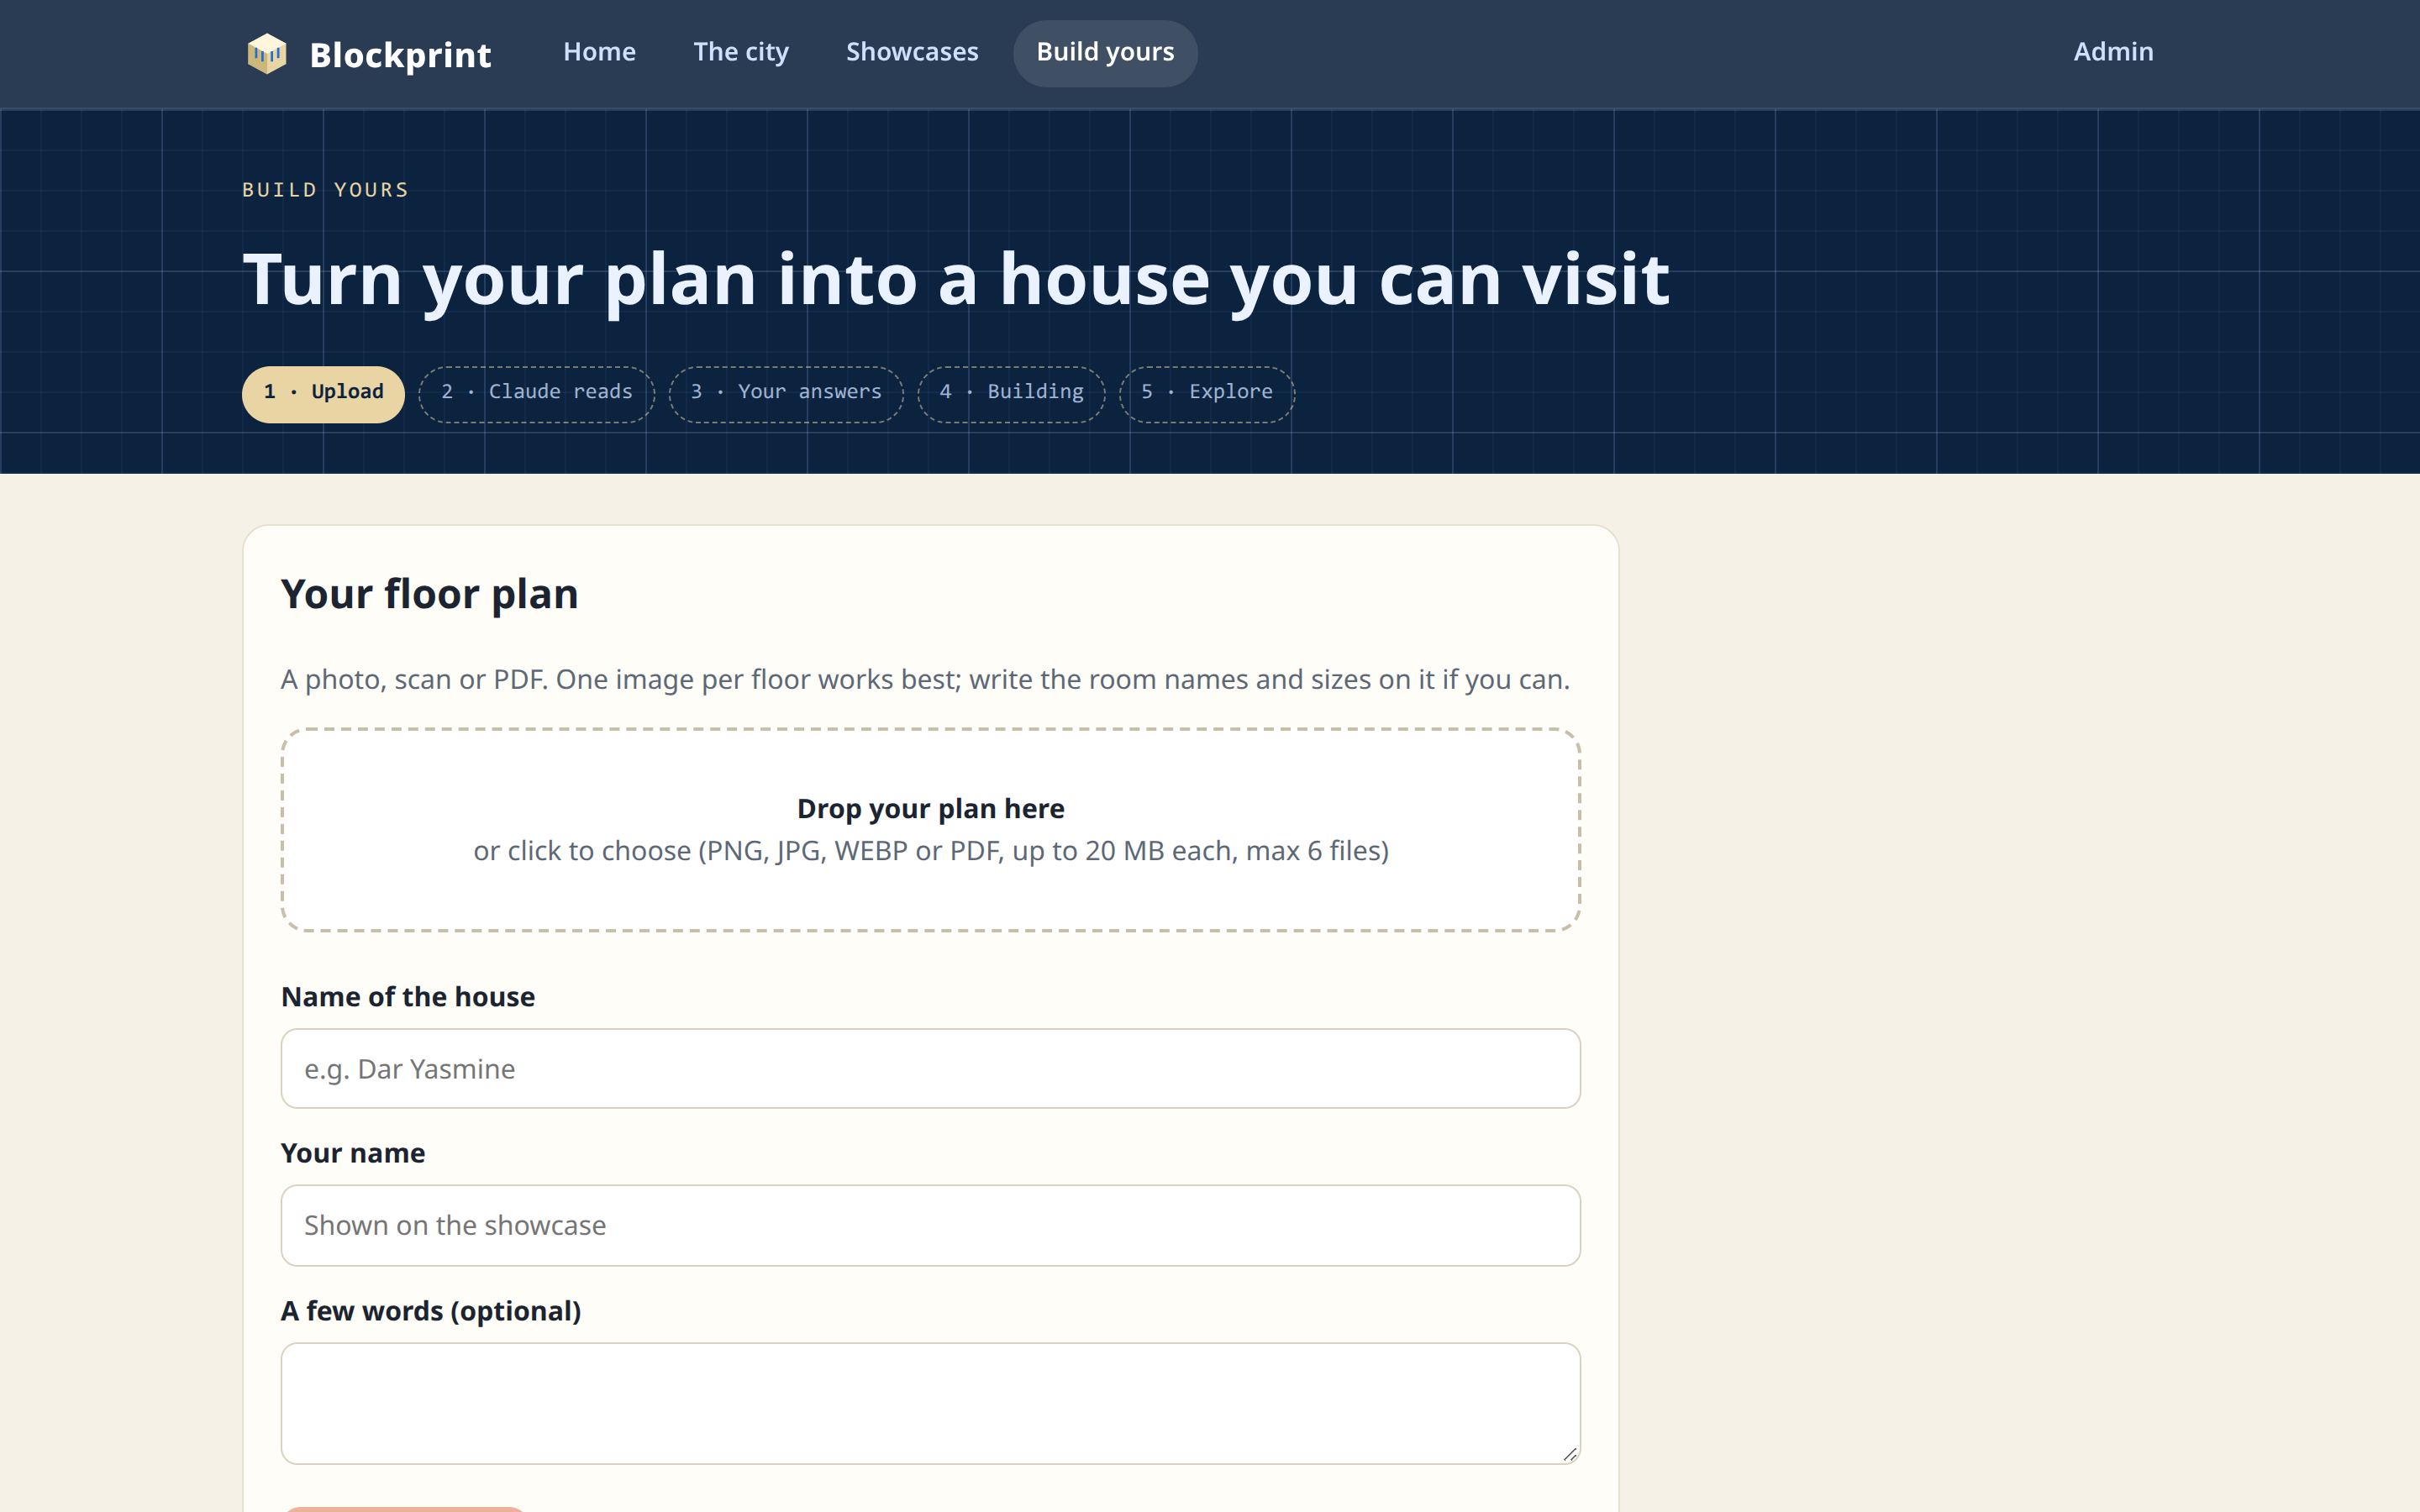 Blockprint
Home
The city
Showcases
Build yours
Admin
BUILD YOURS
Turn your plan into a house you can visit
1 · Upload
2 · Claude reads
3 · Your answers
4 · Building
5 · Explore
Your floor plan
A photo, scan or PDF. One image per floor works best; write the room names and sizes on it if you can.
Drop your plan here
or click to choose (PNG, JPG, WEBP or PDF, up to 20 MB each, max 6 files)
Name of the house
e.g. Dar Yasmine
Your name
Shown on the showcase
A few words (optional)